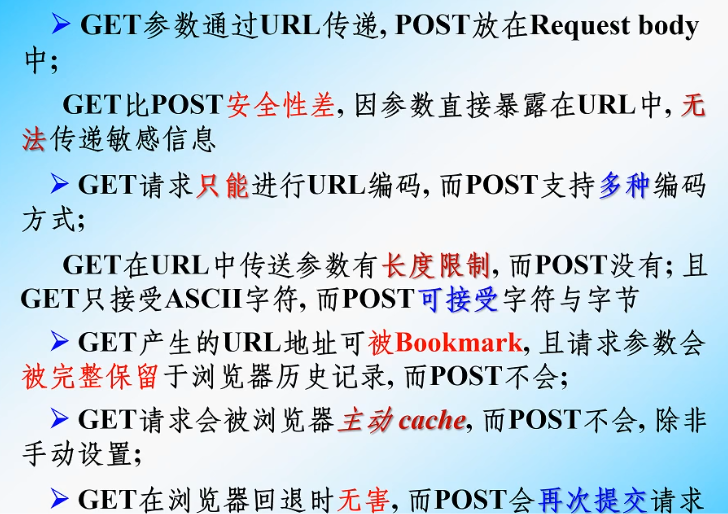 ➢ GET参数通过URL传递, POST放在Request body
中;
GET比POST安全性差, 因参数直接暴露在URL中, 无
法传递敏感信息
➢ GET请求只能进行URL编码, 而POST支持多种编码
方式;
GET在URL中传送参数有长度限制, 而POST没有; 且
GET只接受ASCII字符, 而POST可接受字符与字节
➢ GET产生的URL地址可被Bookmark, 且请求参数会
被完整保留于浏览器历史记录, 而POST不会;
➢ GET请求会被浏览器主动 cache, 而POST不会, 除非
手动设置;
➢ GET在浏览器回退时无害, 而POST会再次提交请求